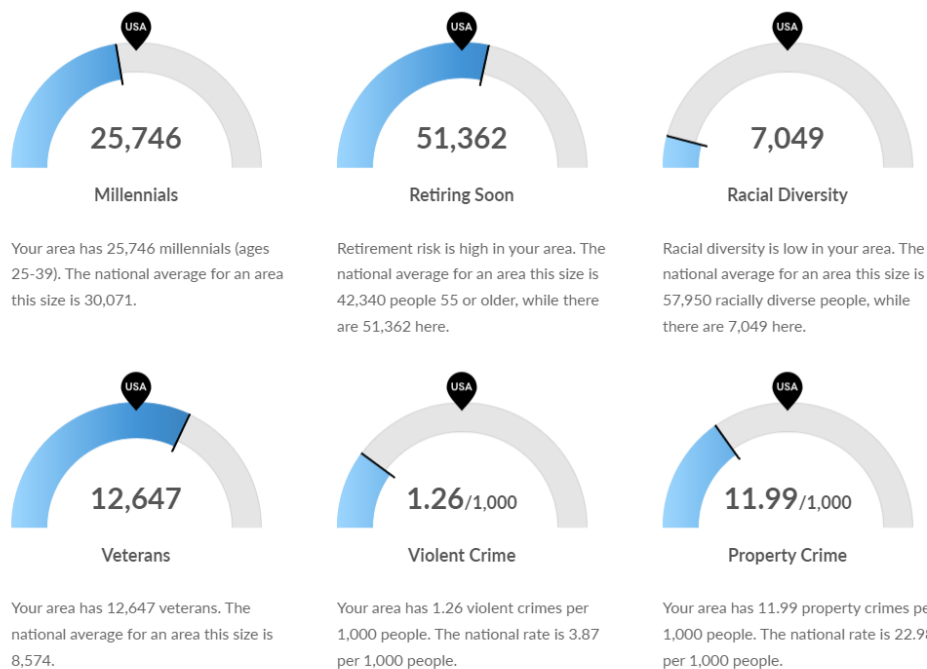 USA
25,746
Millennials
Your area has 25,746 millennials (ages
25-39). The national average for an area
this size is 30,071.
USA
51,362
Retiring Soon
Retirement risk is high in your area. The
national average for an area this size is
42,340 people 55 or older, while there
are 51,362 here.
USA
7,049
Racial Diversity
Racial diversity is low in your area. The
national average for an area this size is
57,950 racially diverse people, while
there are 7,049 here.
USA
12,647
Veterans
Your area has 12,647 veterans. The
national average for an area this size is
8,574.
USA
1.26/1,000
Violent Crime
Your area has 1.26 violent crimes per
1,000 people. The national rate is 3.87
per 1,000 people.
USA
11.99/1,000
Property Crime
Your area has 11.99 property crimes pe
1,000 people. The national rate is 22.98
per 1,000 people.